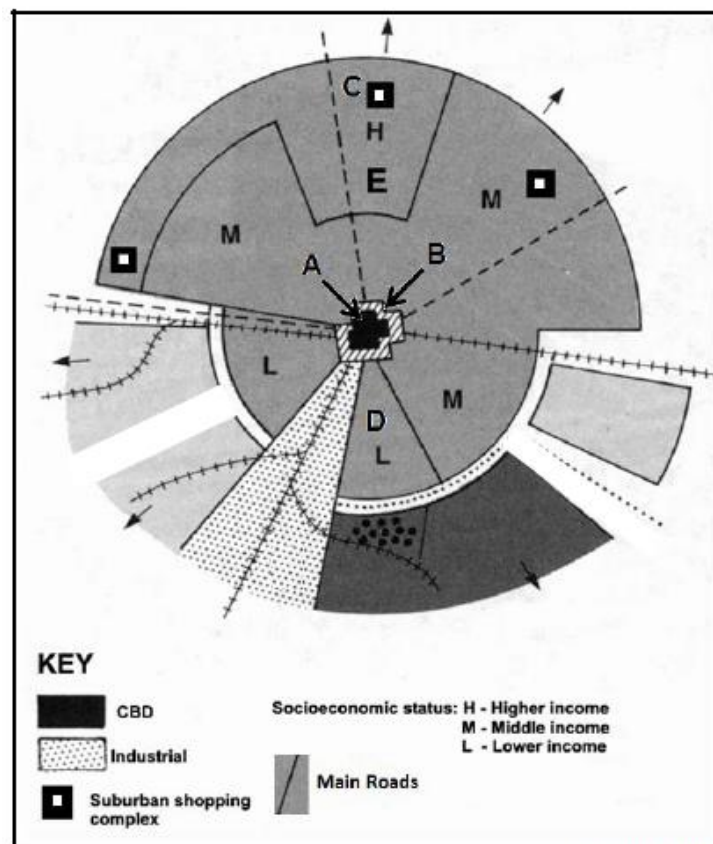 C
H
E
M
M
A
B
L
D
L
M
KEY
CBD
Industrial
Suburban shopping
complex
Socioeconomic status: H - Higher income
M - Middle income
L - Lower income
Main Roads